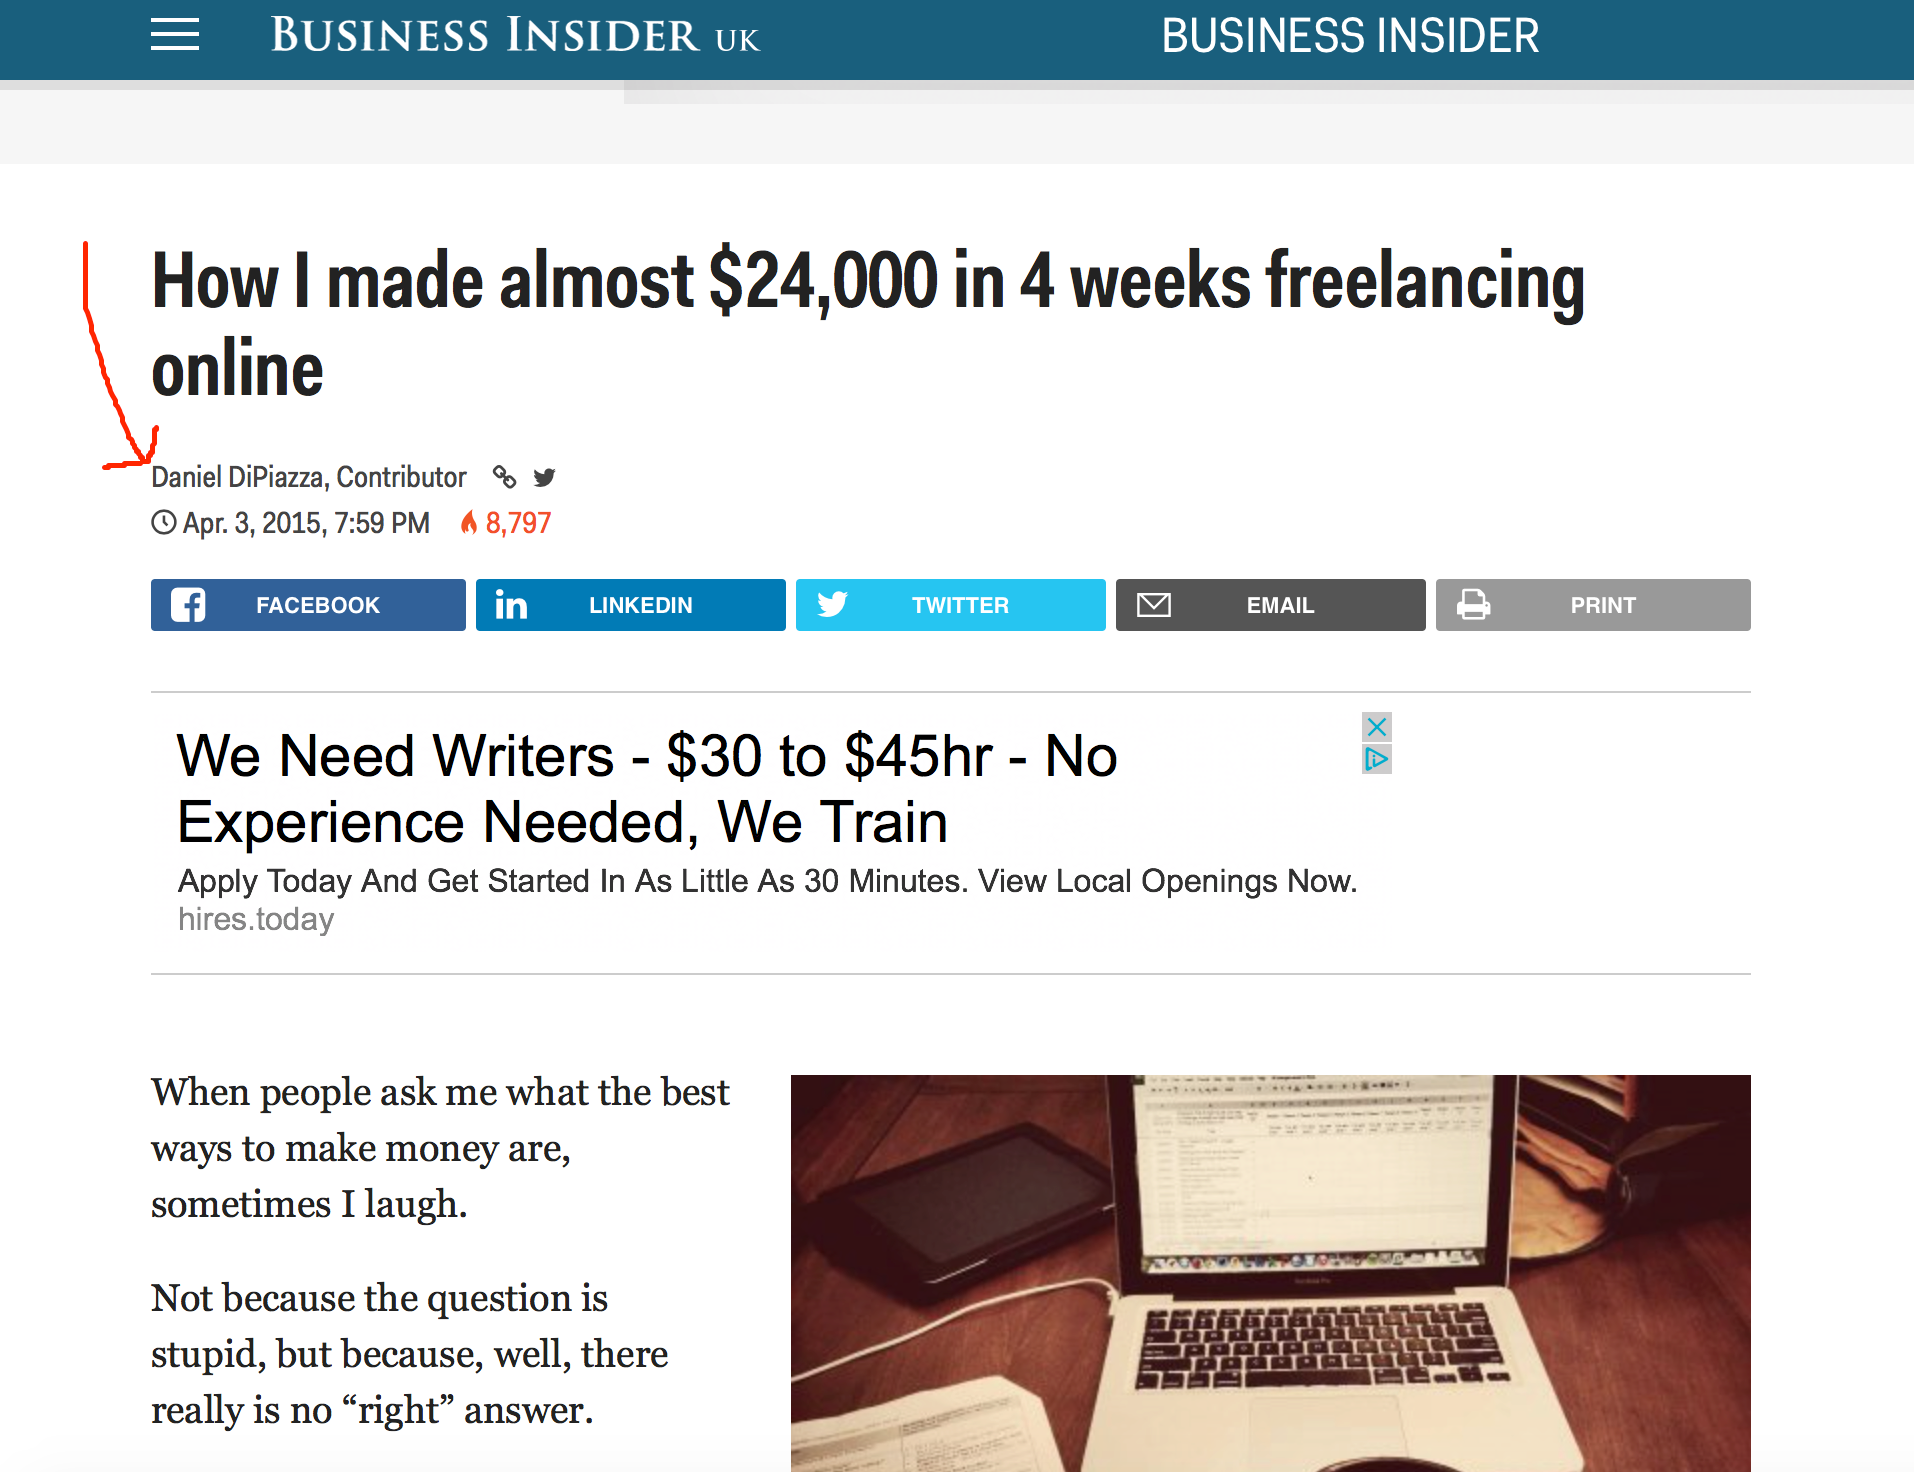 BUSINESS INSIDER UK
BUSINESS INSIDER
How I made almost $24,000 in 4 weeks freelancing
online
Daniel DiPiazza, Contributor
Apr. 3, 2015, 7:59 PM 8,797
FACEBOOK
LINKEDIN
TWITTER
EMAIL
PRINT
We Need Writers - $30 to $45hr - No
Experience Needed, We Train
Apply Today And Get Started In As Little As 30 Minutes. View Local Openings Now.
hires.today
When people ask me what the best
ways to make money are,
sometimes I laugh.
Not because the question is
stupid, but because, well, there
really is no “right” answer.